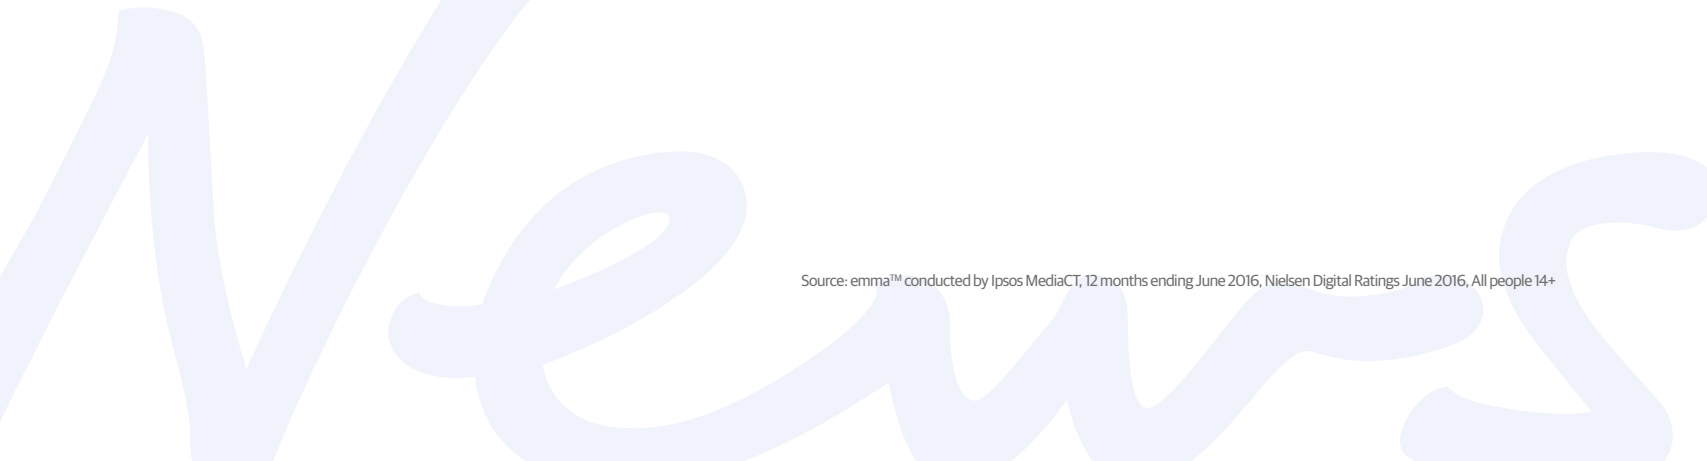 News
Source: emma™ conducted by Ipsos MediaCT, 12 months ending June 2016, Nielsen Digital Ratings June 2016, All people 14+